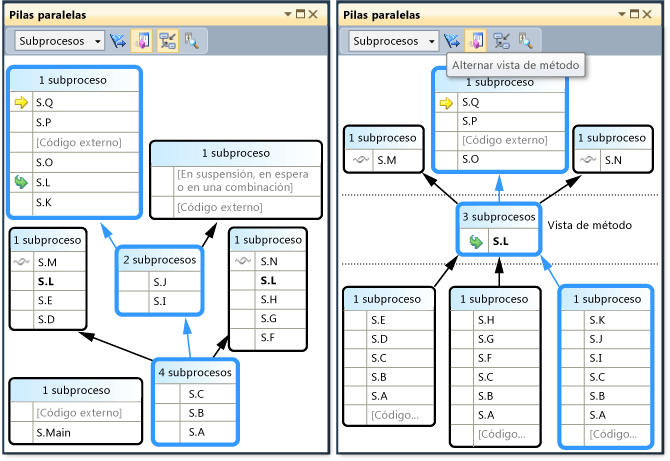 Pilas paralelas
Subprocesos
1 subproceso
S.Q
S.P
[Código externo]
S.O
S.L
S.K
1 subproceso
[En suspensión, en espera
o en una combinación]
[Código externo]
1 subproceso
S.M
S.L
S.E
S.D
2 subprocesos
S.J
S.I
1 subproceso
S.N
S.L
S.H
S.G
S.F
4 subprocesos
S.C
S.B
S.A
1 subproceso
[Código externo]
S.Main
Pilas paralelas
Subprocesos
Alternar vista de método
1 subproceso
S.Q
S.P
[Código externo]
S.O
1 subproceso
S.M
1 subproceso
S.N
3 subprocesos
S.L
Vista de método
1 subproceso
S.E
S.D
S.C
S.B
S.A
[Código...
1 subproceso
S.H
S.G
S.F
S.C
S.B
S.A
[Código...
1 subproceso
S.K
S.J
S.I
S.C
S.B
S.A
[Código...